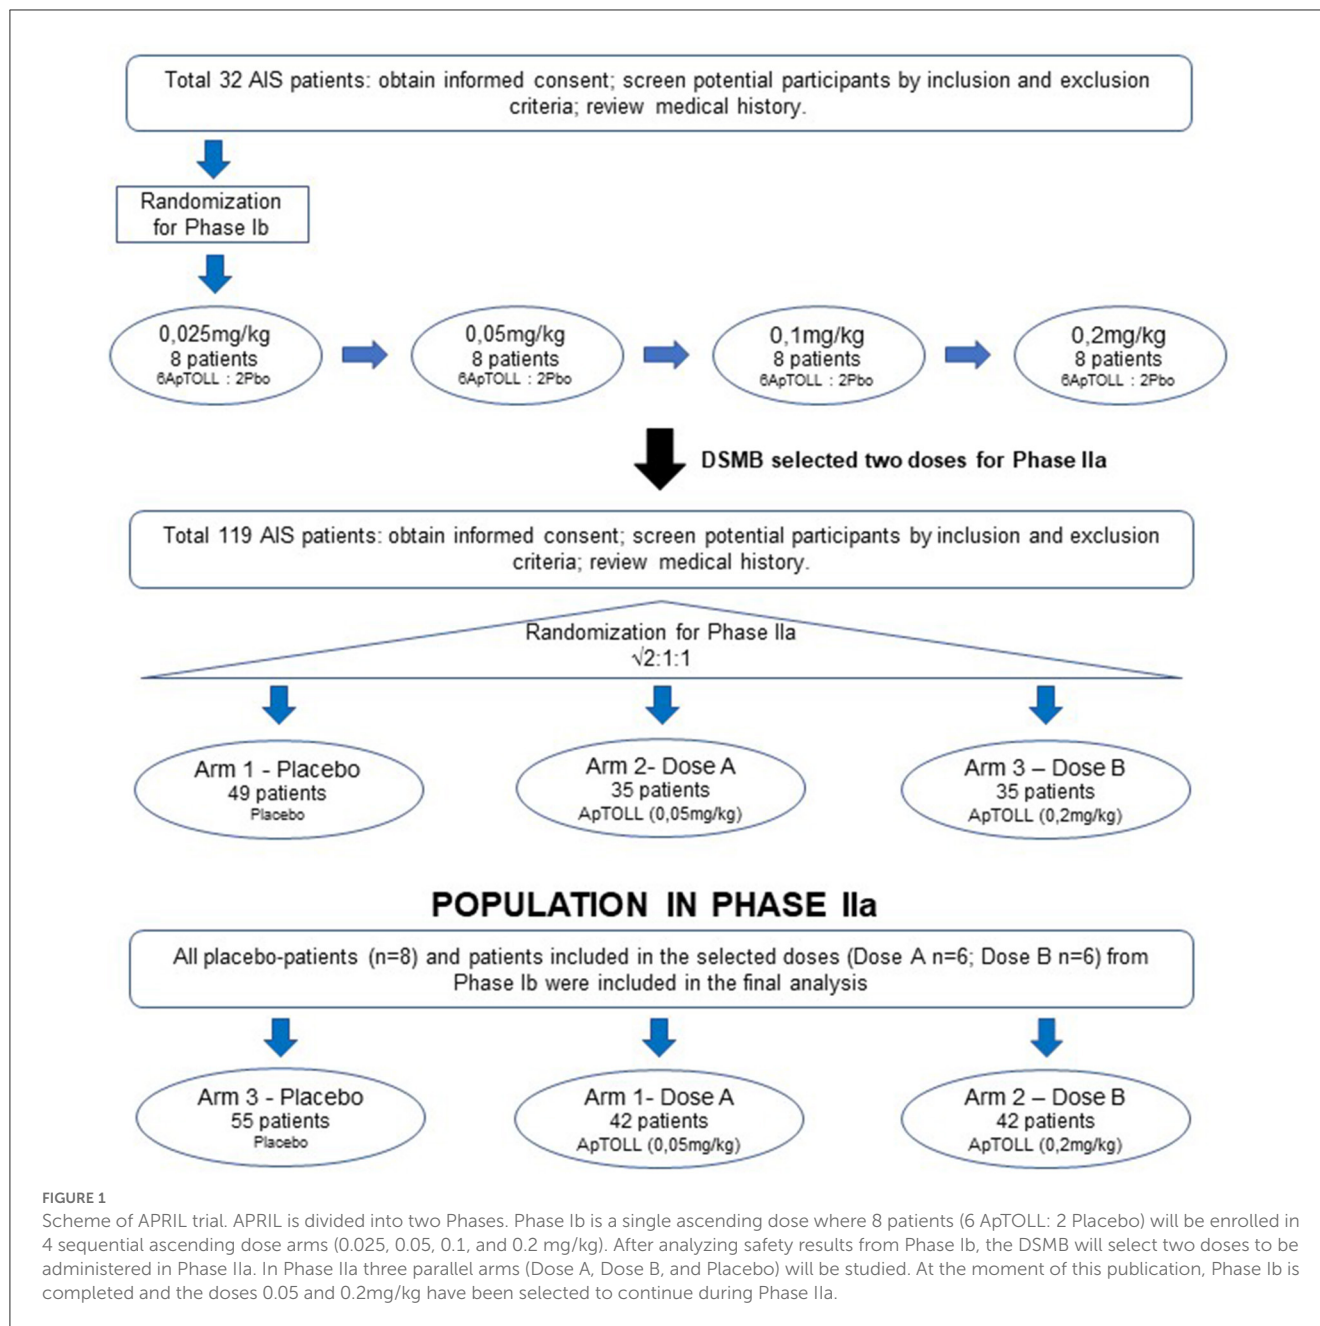 Total 32 AIS patients: obtain informed consent; screen potential participants by inclusion and exclusion
criteria; review medical history.
Randomization
for Phase Ib
0,025mg/kg
8 patients
6ApTOLL : 2Pbo
0,05mg/kg
8 patients
6ApTOLL : 2Pbo
0,1mg/kg
8 patients
6ApTOLL : 2Pbo
0,2mg/kg
8 patients
6ApTOLL : 2Pbo
DSMB selected two doses for Phase IIa
Total 119 AIS patients: obtain informed consent; screen potential participants by inclusion and exclusion
criteria; review medical history.
Randomization for Phase IIa
√2:1:1
Arm 1 - Placebo
49 patients
Placebo
Arm 2- Dose A
35 patients
ApTOLL (0,05mg/kg)
Arm 3 – Dose B
35 patients
ApTOLL (0,2mg/kg)
POPULATION IN PHASE IIa
All placebo-patients (n=8) and patients included in the selected doses (Dose A n=6; Dose B n=6) from
Phase Ib were included in the final analysis
Arm 3 - Placebo
55 patients
Placebo
Arm 1- Dose A
42 patients
ApTOLL (0,05mg/kg)
Arm 2 – Dose B
42 patients
ApTOLL (0,2mg/kg)
FIGURE 1
Scheme of APRIL trial. APRIL is divided into two Phases. Phase Ib is a single ascending dose where 8 patients (6 ApTOLL: 2 Placebo) will be enrolled in
4 sequential ascending dose arms (0.025, 0.05, 0.1, and 0.2 mg/kg). After analyzing safety results from Phase Ib, the DSMB will select two doses to be
administered in Phase IIa. In Phase IIa three parallel arms (Dose A, Dose B, and Placebo) will be studied. At the moment of this publication, Phase Ib is
completed and the doses 0.05 and 0.2mg/kg have been selected to continue during Phase IIa.